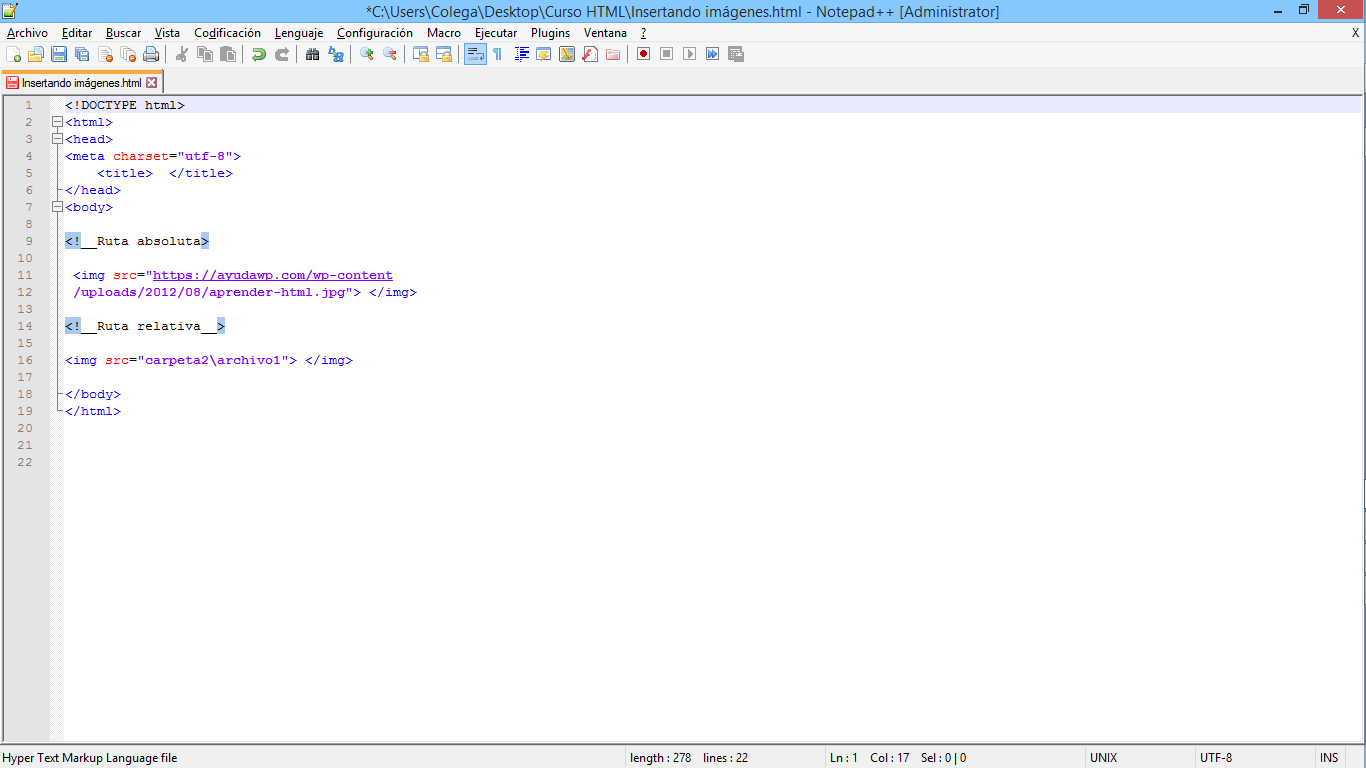 *C:\Users\Colega\Desktop\Curso HTML\Insertando imágenes.html - Notepad++ [Administrator]
Archivo Editar Buscar Vista Codificación Lenguaje Configuración Macro Ejecutar Plugins Ventana ? X
Insertando imágenes.html
1 <!DOCTYPE html>
2 <html>
3 <head>
4 <meta charset="utf-8">
5     <title>  </title>
6 </head>
7 <body>
8
9 <!__Ruta absoluta>
10
11  <img src="https://ayudawp.com/wp-content
12  /uploads/2012/08/aprender-html.jpg"> </img>
13
14 <!__Ruta relativa__>
15
16 <img src="carpeta2\archivo1"> </img>
17
18 </body>
19 </html>
20
21
22
Hyper Text Markup Language file length : 278 lines : 22 Ln : 1 Col : 17 Sel : 0 | 0 UNIX UTF-8 INS